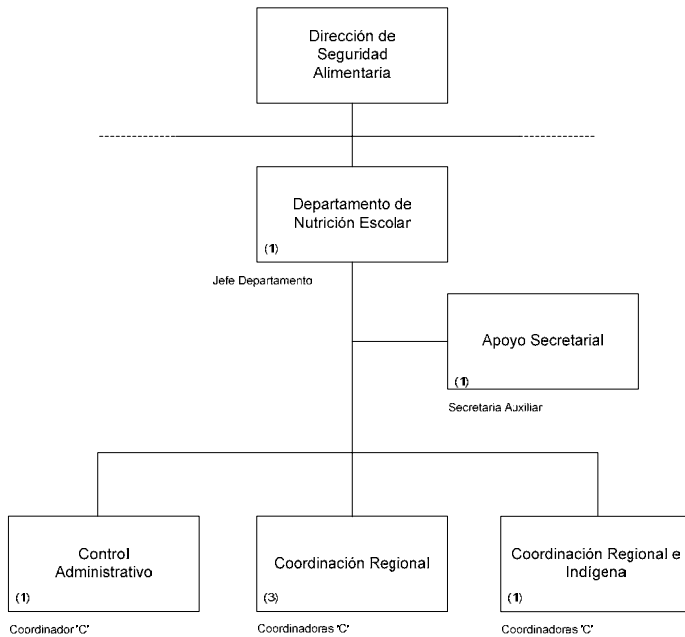 Dirección de
Seguridad
Alimentaria
Departamento de
Nutrición Escolar
(1)
Jefe Departamento
Apoyo Secretarial
(1)
Secretaria Auxiliar
Control
Administrativo
(1)
Coordinador 'C'
Coordinación Regional
(3)
Coordinadores 'C'
Coordinación Regional e
Indígena
(1)
Coordinadores 'C'